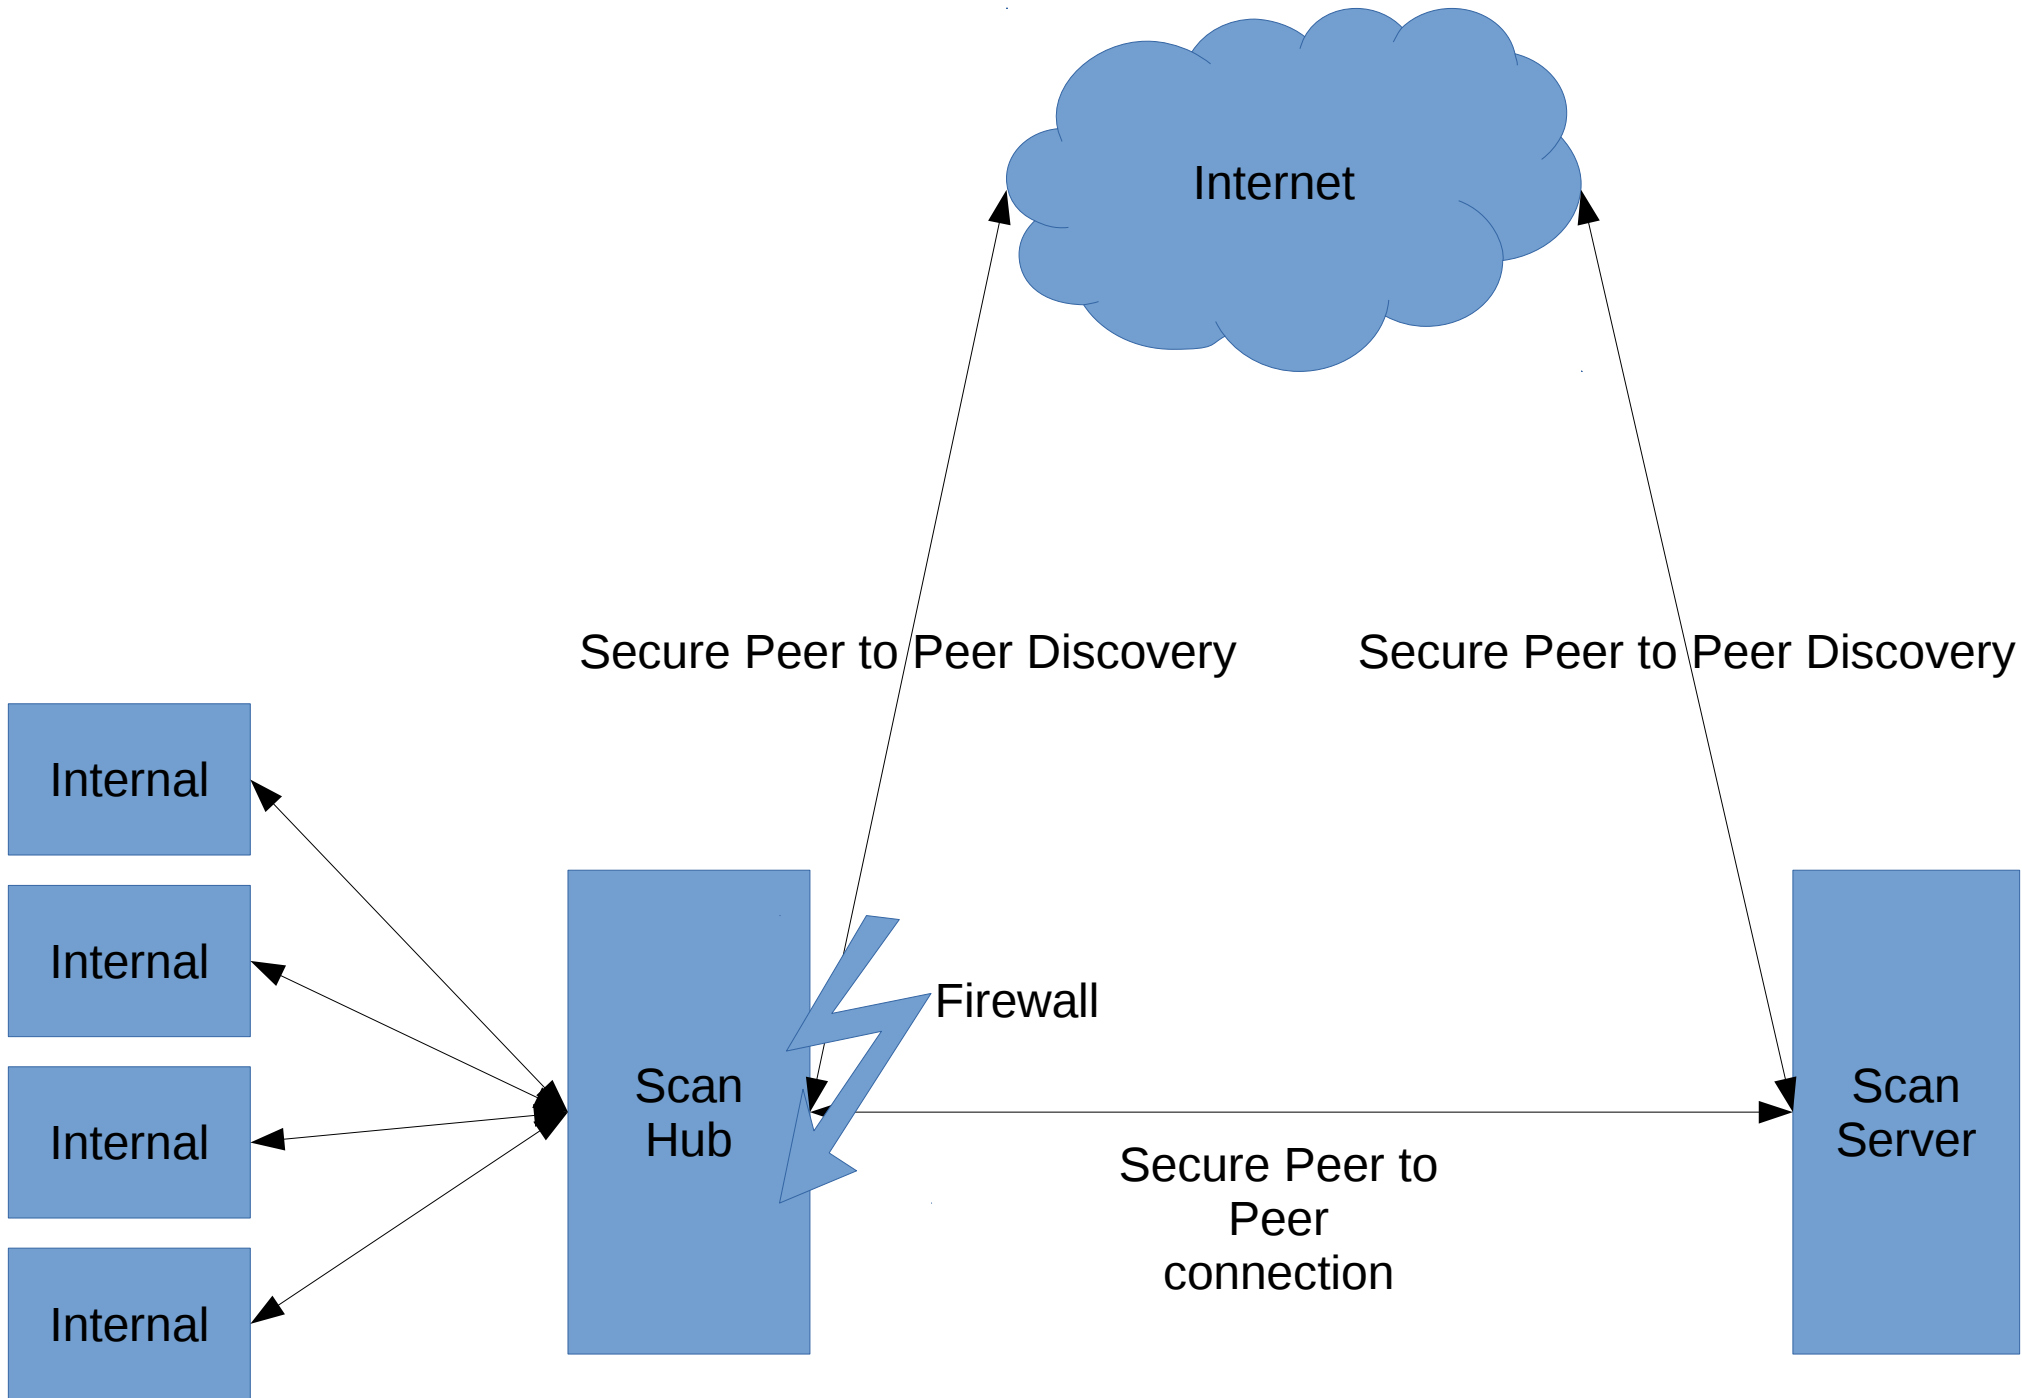 Internet
Secure Peer to Peer Discovery
Secure Peer to Peer Discovery
Internal
Internal
Firewall
Scan
Hub
Scan
Server
Internal
Secure Peer to
Peer
connection
Internal